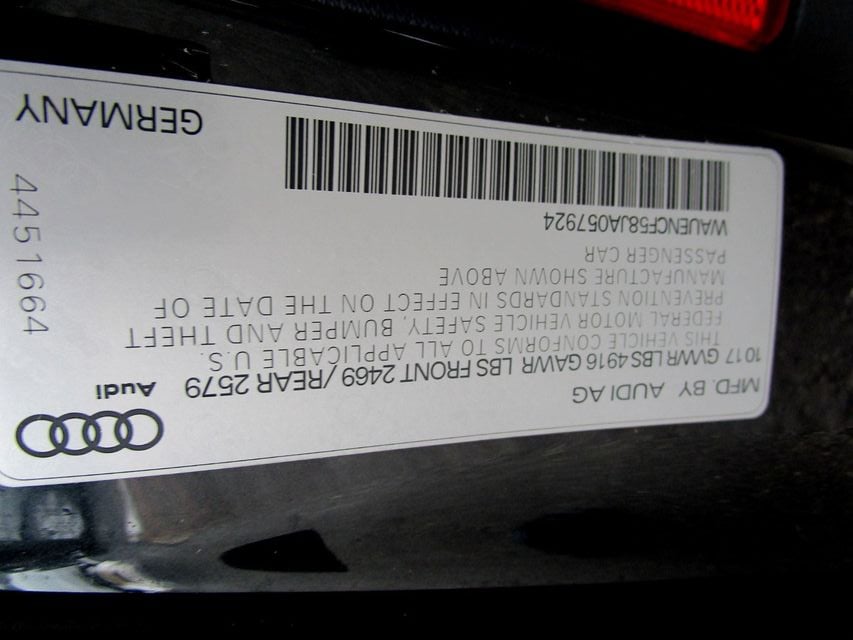 MFD. BY AUDI AG
1017 GVWR LBS 4916 GAWR LBS FRONT 2469 / REAR 2579
THIS VEHICLE CONFORMS TO ALL APPLICABLE U.S.
FEDERAL MOTOR VEHICLE SAFETY, BUMPER AND THEFT
PREVENTION STANDARDS IN EFFECT ON THE DATE OF
MANUFACTURE SHOWN ABOVE
PASSENGER CAR
WAUENCF58JA057924
Audi
GERMANY
4451664